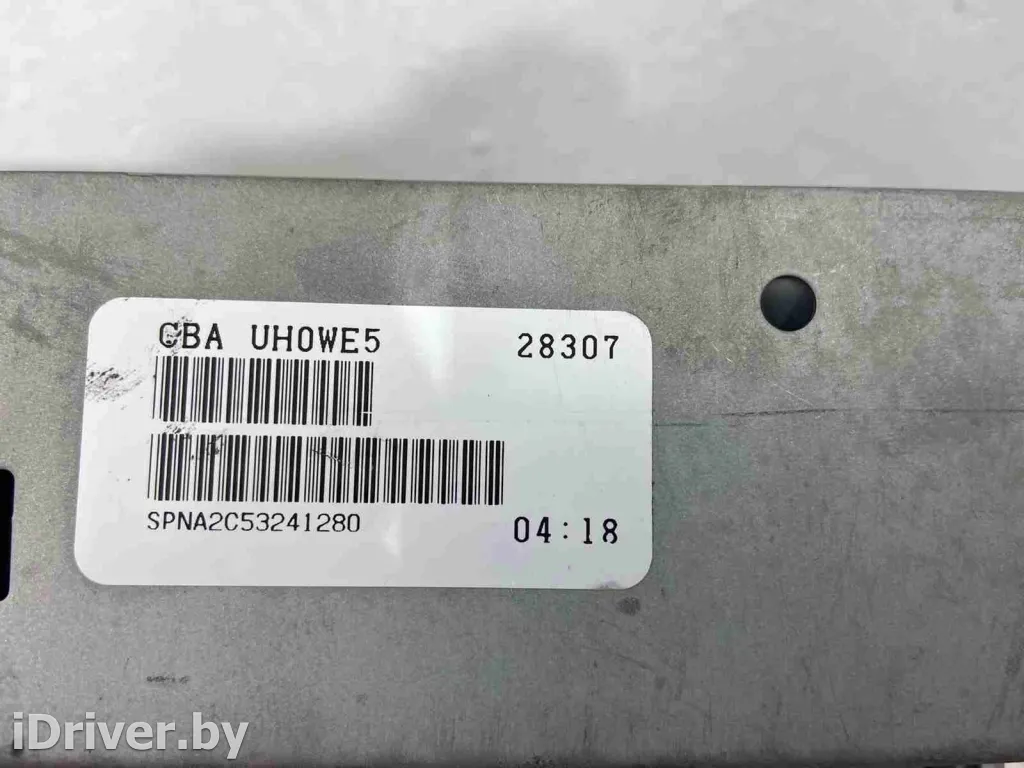 CBA UH0WE5 28307
SPNA2C53241280
04:18
iDriver.by